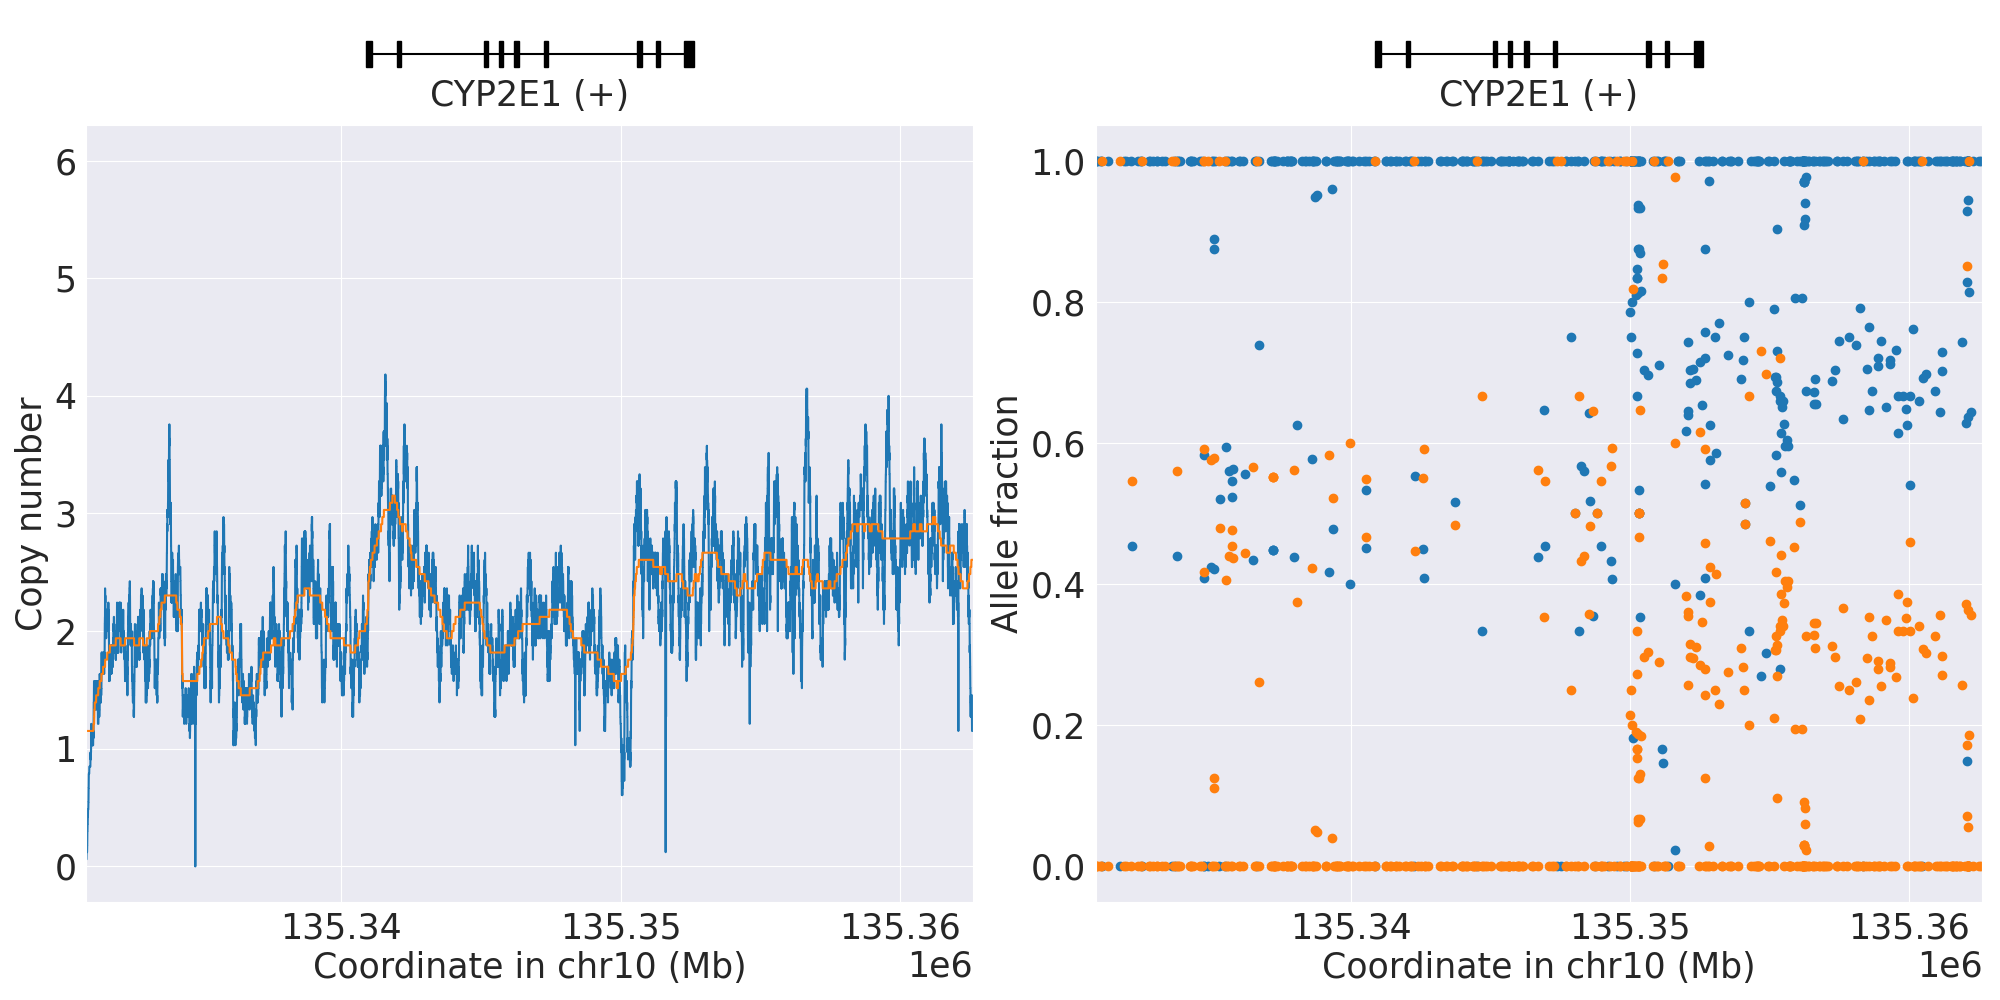 CYP2E1 (+)
6
5
4
3
2
1
0
Copy number
135.34 135.35 135.36
Coordinate in chr10 (Mb)
1e6
CYP2E1 (+)
1.0
0.8
0.6
0.4
0.2
0.0
Allele fraction
135.34 135.35 135.36
Coordinate in chr10 (Mb)
1e6